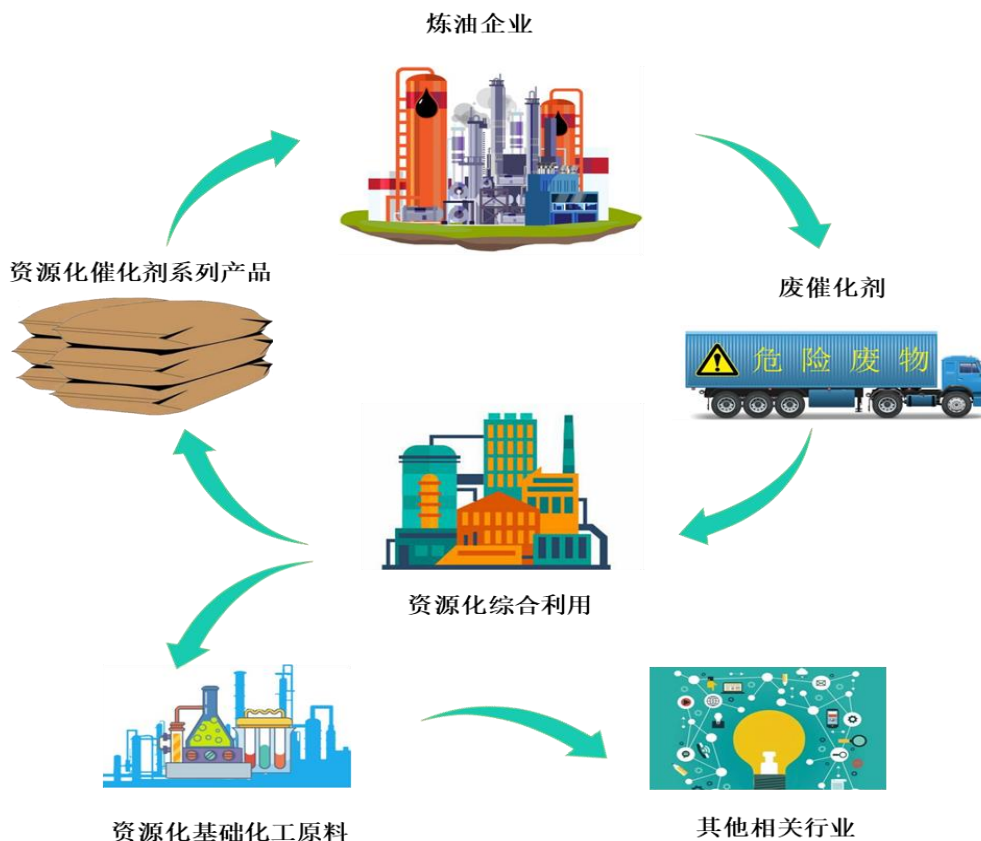 炼油企业
资源化催化剂系列产品
废催化剂
危险废物
资源化综合利用
资源化基础化工原料
其他相关行业